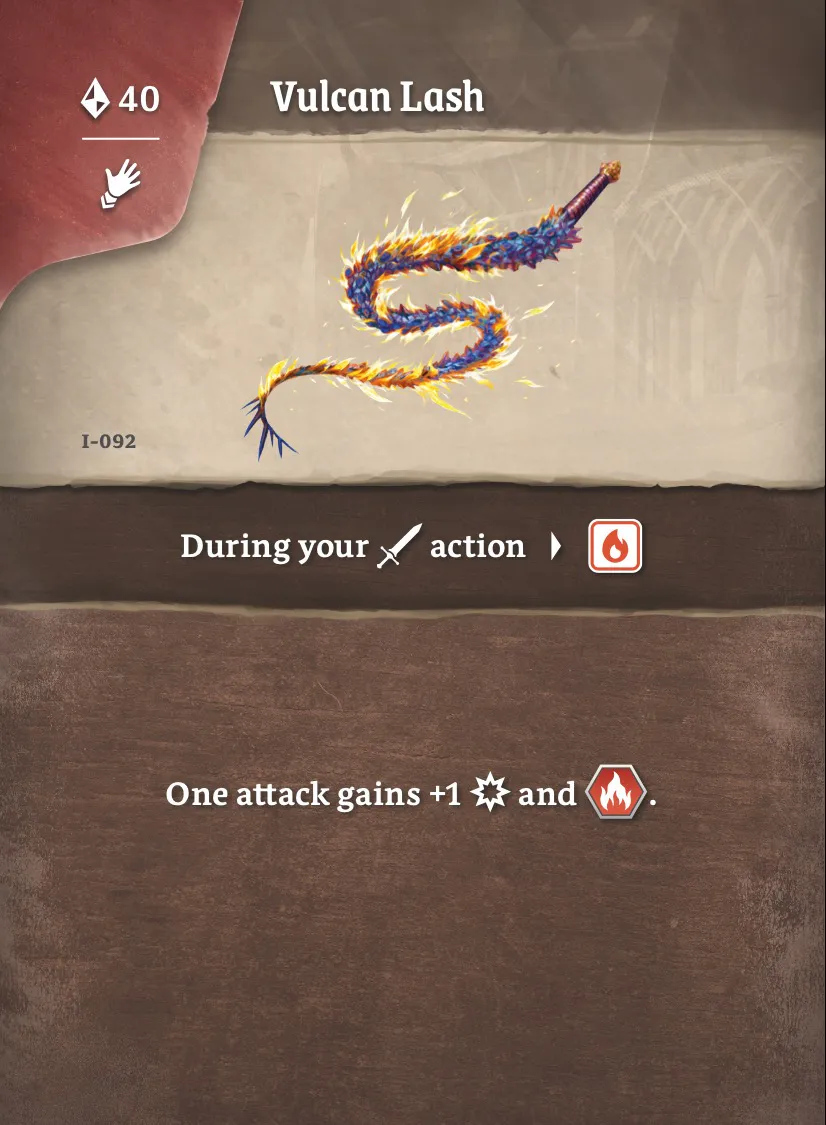 40
Vulcan Lash
I-092
During your action
One attack gains +1 and .